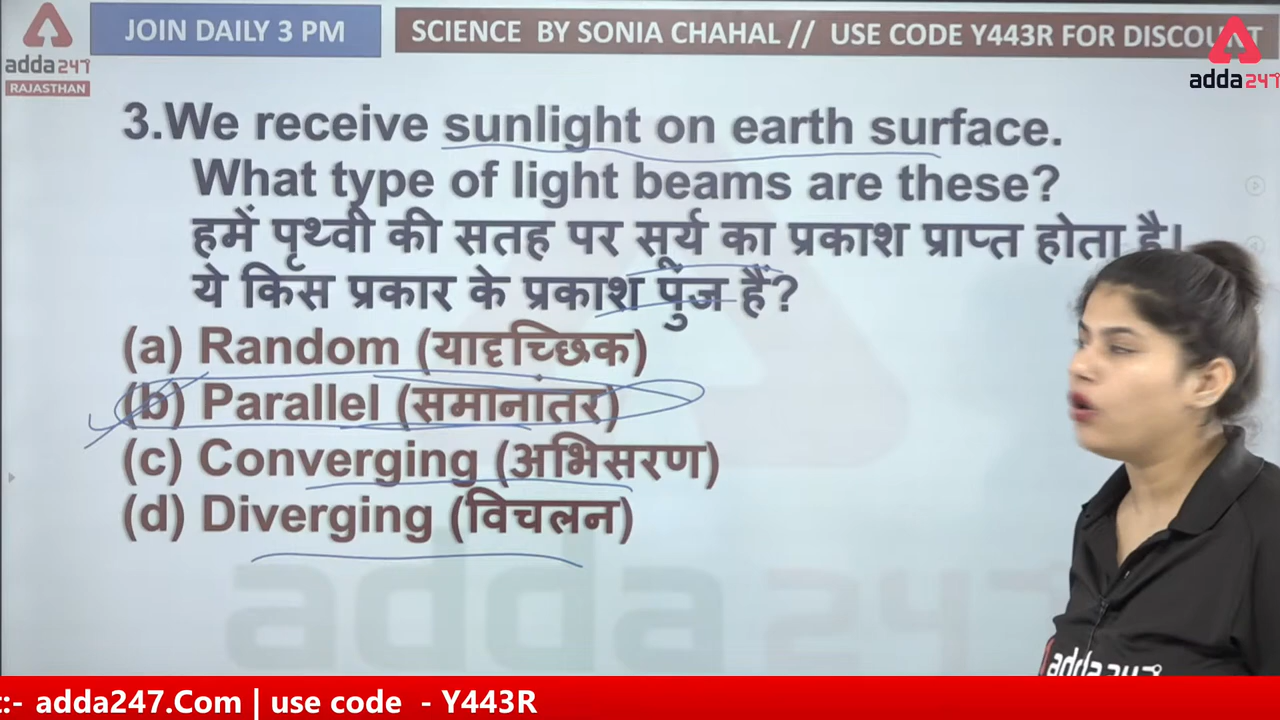 JOIN DAILY 3 PM
SCIENCE BY SONIA CHAHAL // USE CODE Y443R FOR DISCOUNT
adda247
RAJASTHAN
adda247
3.We receive sunlight on earth surface.
What type of light beams are these?
हमें पृथ्वी की सतह पर सूर्य का प्रकाश प्राप्त होता है।
ये किस प्रकार के प्रकाश पुंज हैं?
(a) Random (यादृच्छिक)
(b) Parallel (समानातर)
(c) Converging (अभिसरण)
(d) Diverging (विचलन)
adda247
adda247
t:- adda247.Com | use code - Y443R